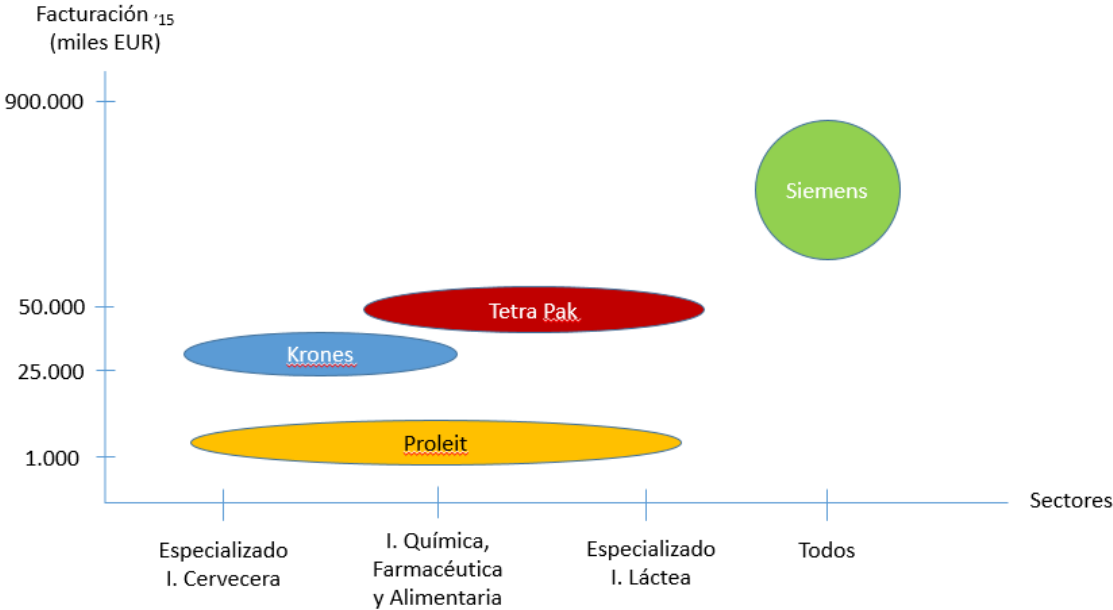 Facturación '15
(miles EUR)
900.000
Siemens
50.000
Tetra Pak
Krones
25.000
Proleit
1.000
Sectores
Especializado
I. Cervecera
I. Química,
Farmacéutica
y Alimentaria
Especializado
I. Láctea
Todos